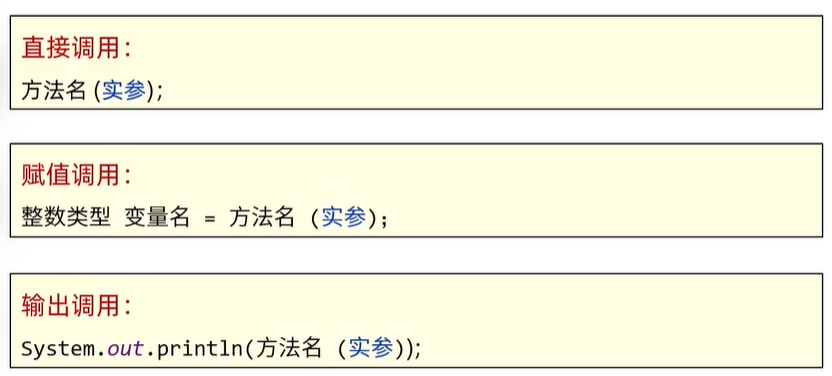 直接调用：
方法名(实参);
赋值调用：
整数类型 变量名 = 方法名 (实参);
输出调用：
System.out.println(方法名 (实参));